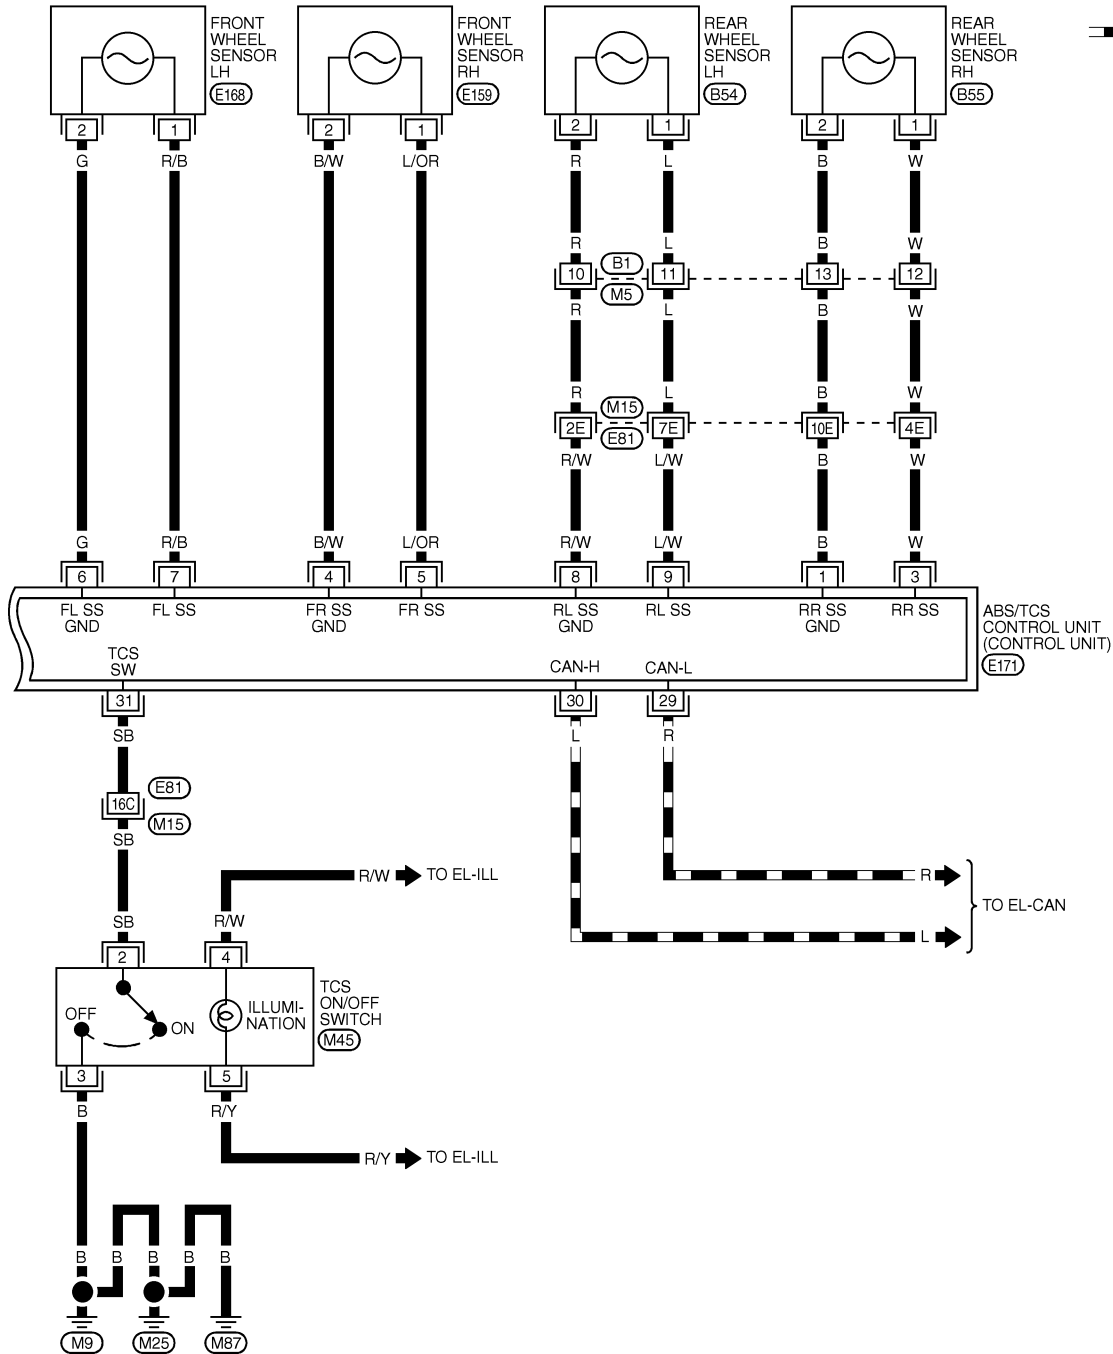 FRONT
WHEEL
SENSOR
LH
E168
FRONT
WHEEL
SENSOR
RH
E159
REAR
WHEEL
SENSOR
LH
B54
REAR
WHEEL
SENSOR
RH
B55
2 1 2 1 2 1 2 1
G R/B B/W L/OR R L B W
R L B W
10 B1 11 13 12
M5
R L B W
R L B W
M15
2E 7E 10E 4E
E81
R/W L/W B W
G R/B B/W L/OR R/W L/W B W
6 7 4 5 8 9 1 3
FL SS
GND
FL SS
FR SS
GND
FR SS
RL SS
GND
RL SS
RR SS
GND
RR SS
ABS/TCS
CONTROL UNIT
(CONTROL UNIT)
E171
TCS
SW
CAN-H
CAN-L
31 30 29
SB L R
E81
16C
M15
SB
R/W TO EL-ILL
R
TO EL-CAN
L
SB R/W
2 4
TCS
ON/OFF
SWITCH
M45
OFF
ON
ILLUMI-
NATION
3 5
B R/Y
R/Y TO EL-ILL
B B B B B
M9 M25 M87